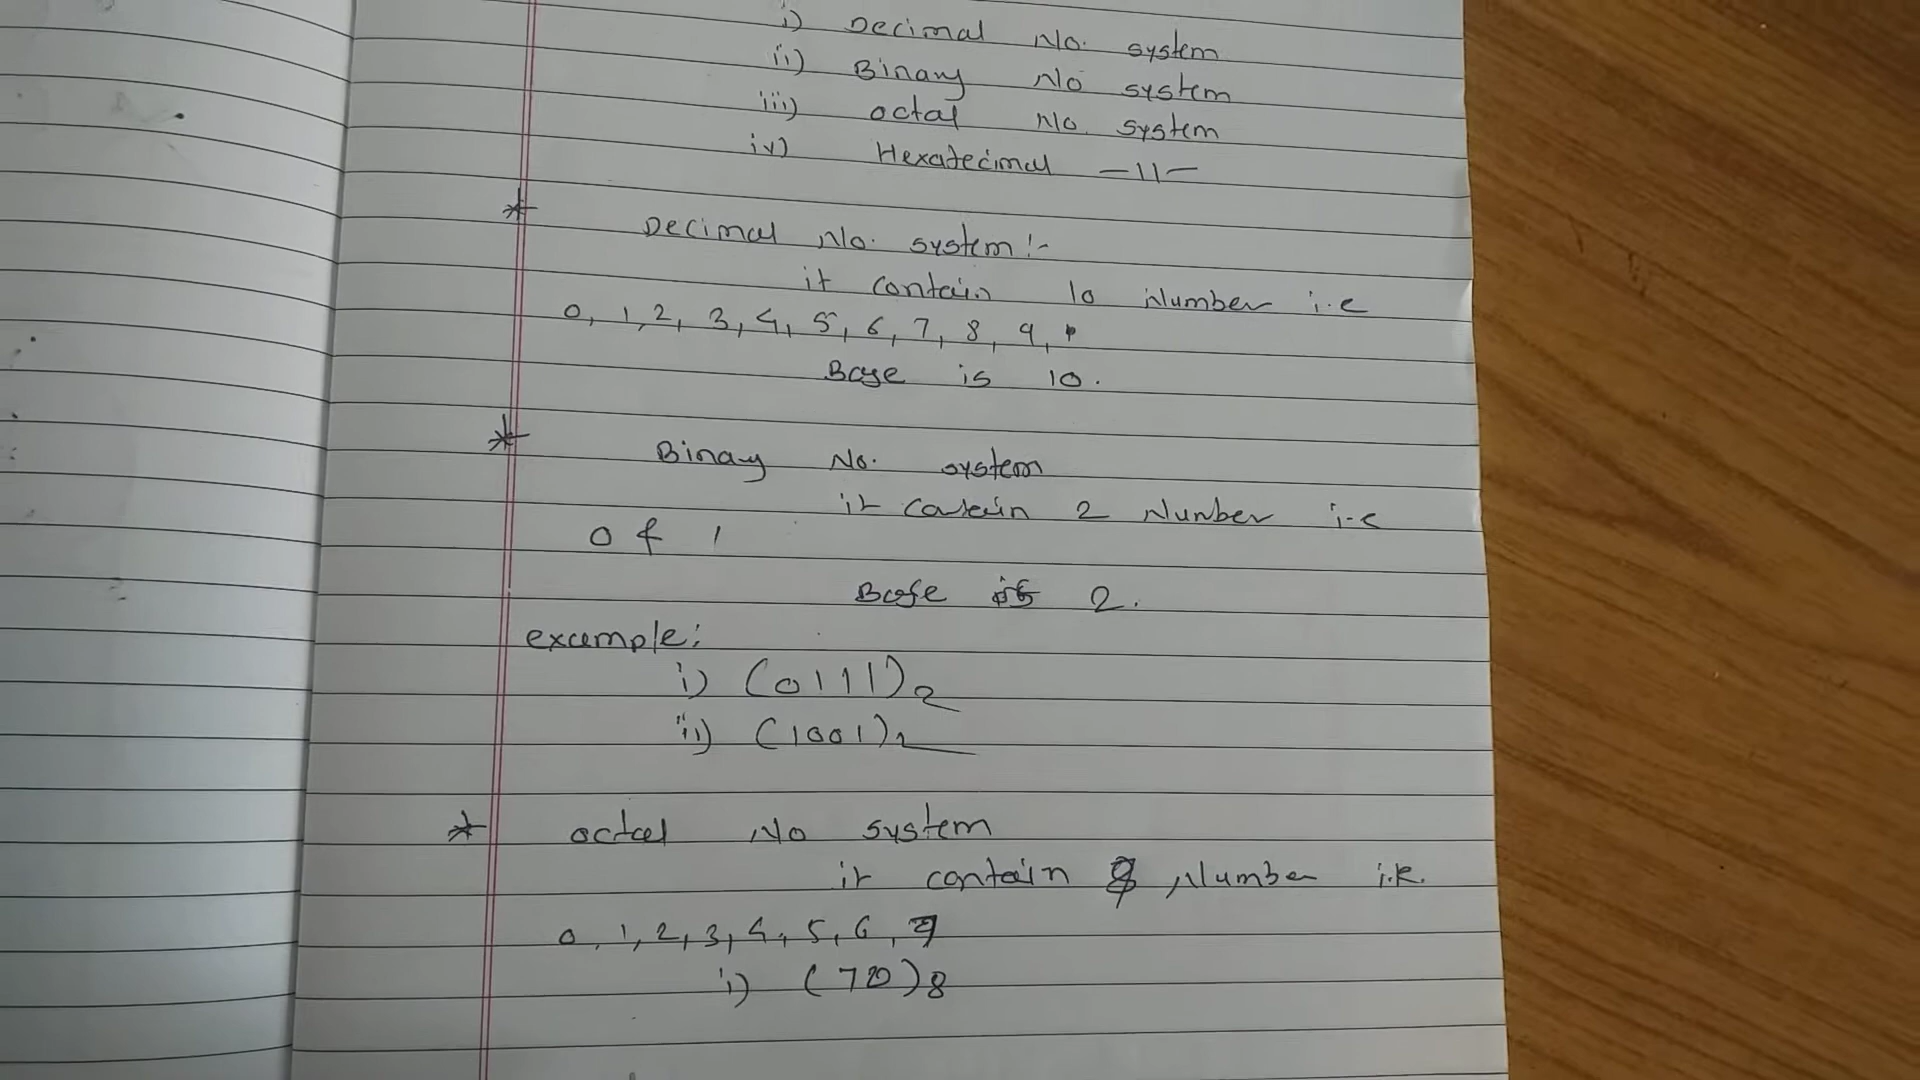 i) Decimal No. system
ii) Binary No system
iii) octal No. system
iv) Hexadecimal —11—
* Decimal No. system:-
it contain 10 Number i.e
0, 1, 2, 3, 4, 5, 6, 7, 8, 9,
Base is 10.
* Binary No. system
it contain 2 Number i.e
0 & 1
Base is 2.
example:
i) (0111)2
ii) (1001)2
* octal No system
it contain Number i.e.
0, 1, 2, 3, 4, 5, 6, 7
i) (70)8